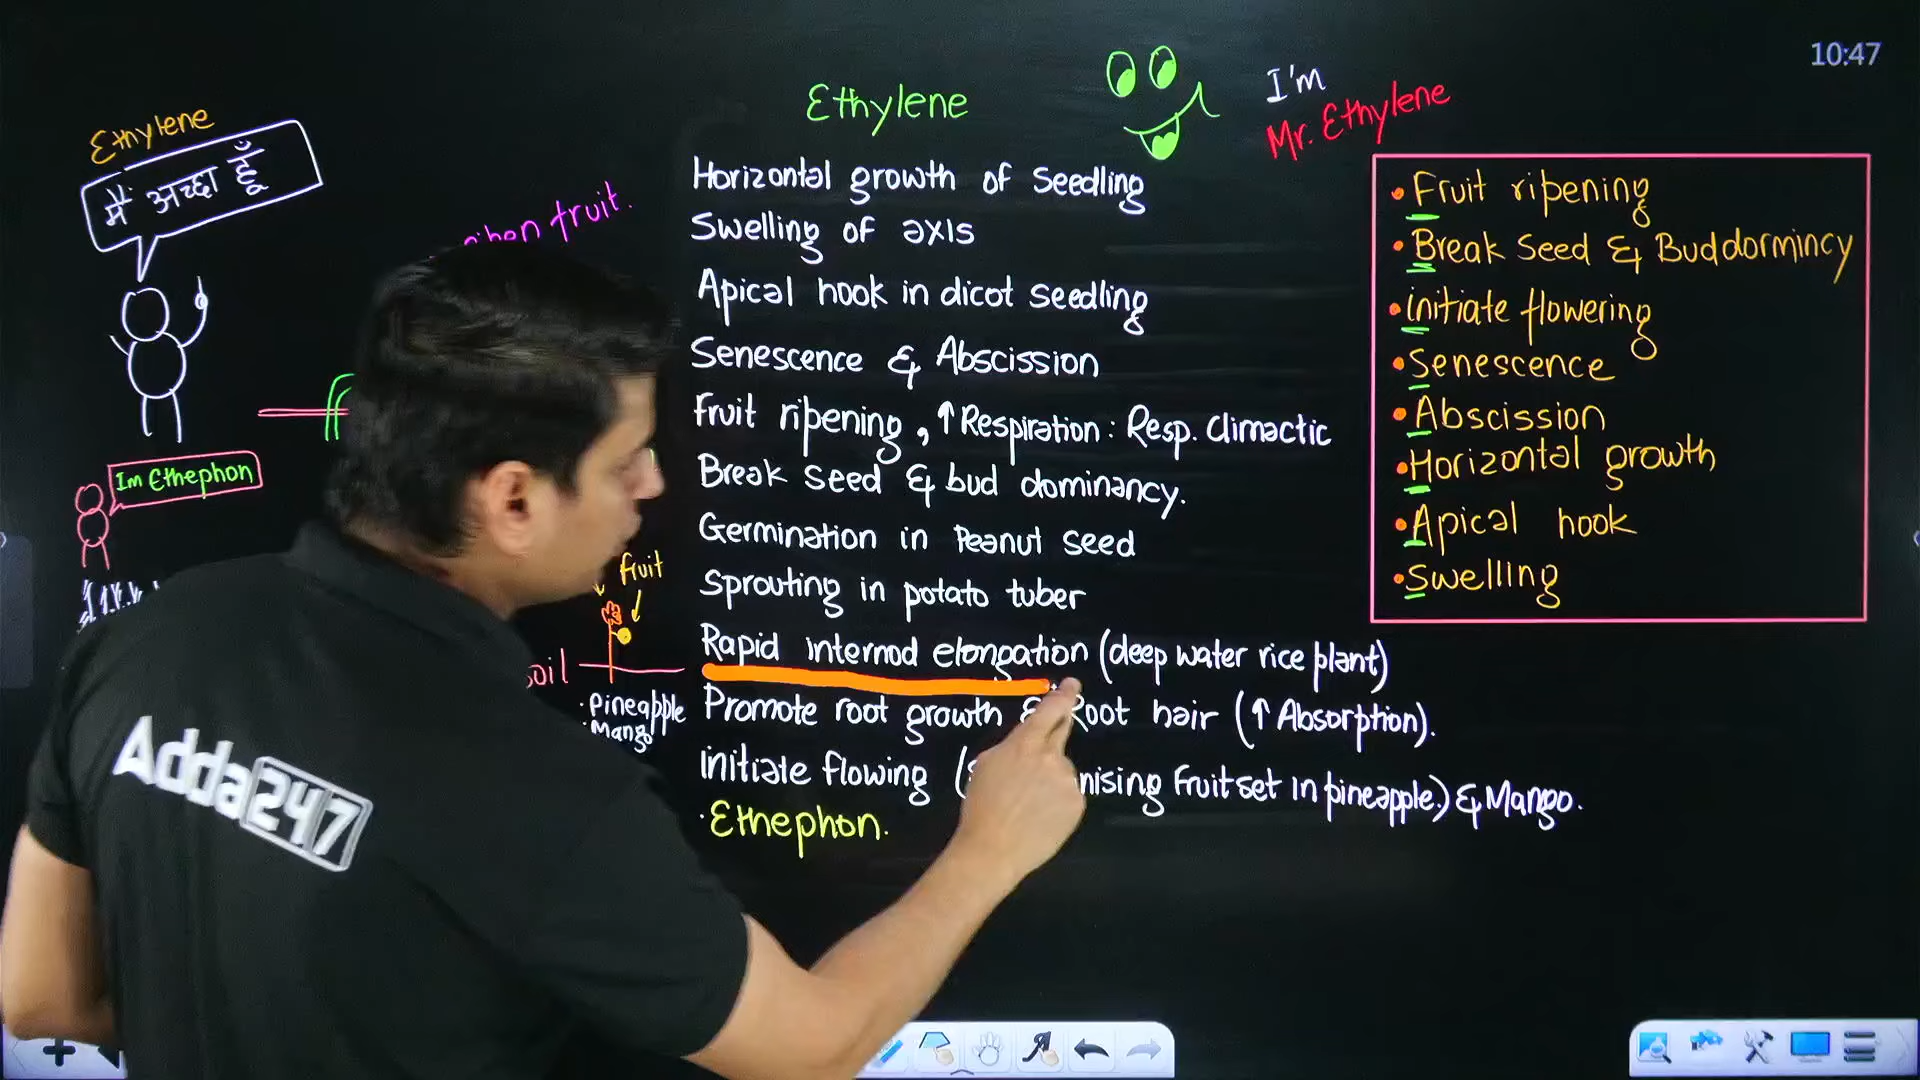 10:47
Ethylene
मैं अच्छा हूँ
Im Ethephon
fruit.
fruit
soil
·Pineapple
·Mango
Ethylene
I'm
Mr. Ethylene
Horizontal growth of seedling
Swelling of axis
Apical hook in dicot seedling
Senescence & Abscission
Fruit ripening, ↑Respiration: Resp. Climactic
Break seed & bud dominancy.
Germination in Peanut seed
Sprouting in potato tuber
Rapid internod elongation (deep water rice plant)
Promote root growth & Root hair (↑ Absorption).
initiate flowing ( nising fruit set in pineapple.) & Mango.
·Ethephon.
•Fruit ripening
•Break Seed & Buddormincy
•initiate flowering
•Senescence
•Abscission
•Horizontal growth
•Apical hook
•Swelling
Adda247